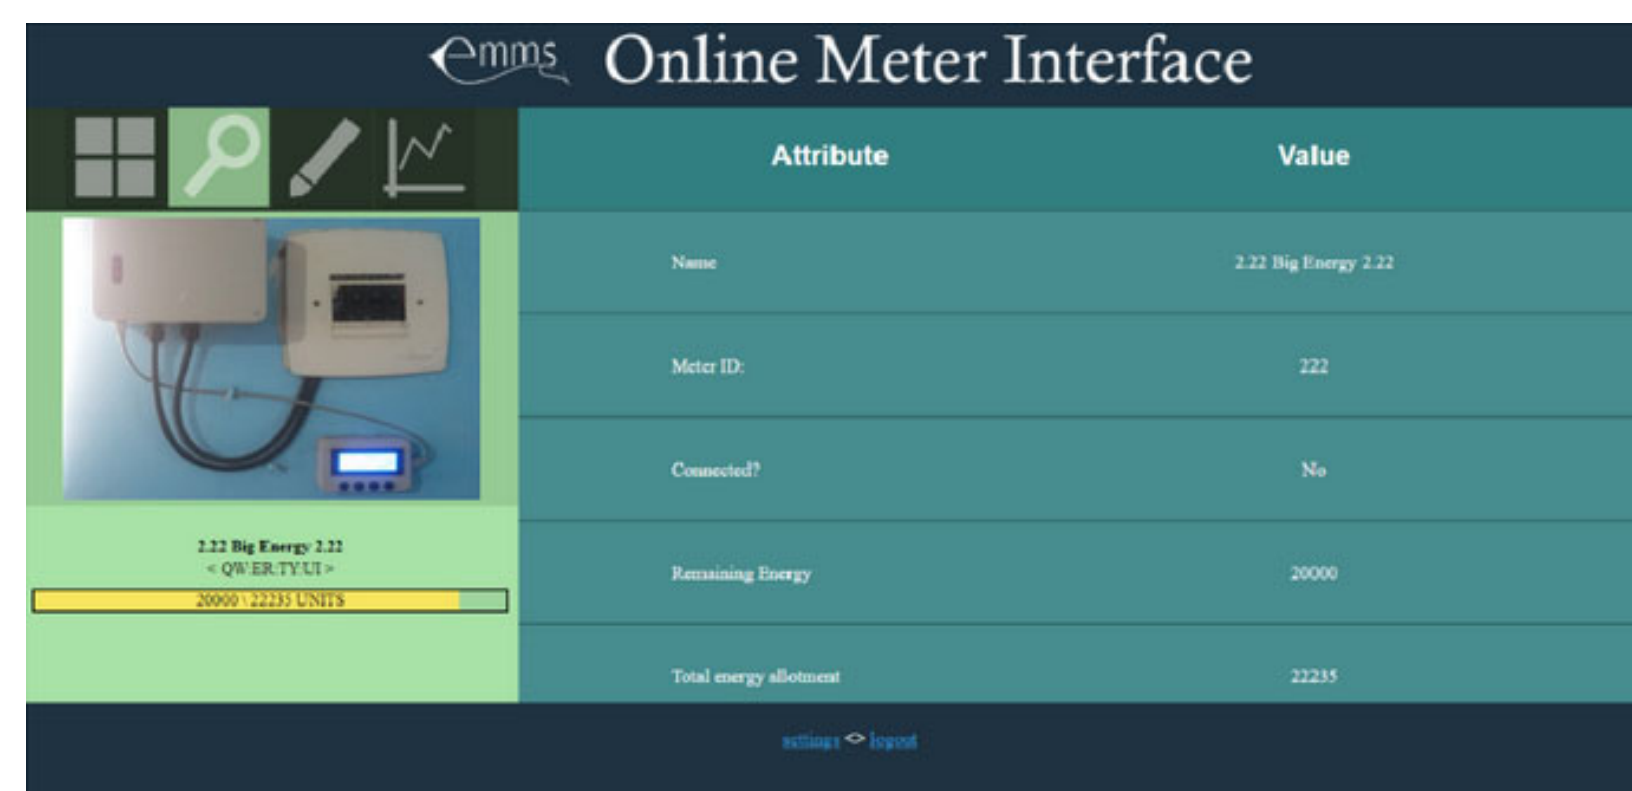 emms Online Meter Interface
Attribute Value
Name 2.22 Big Energy 2.22
Meter ID: 222
Connected? No
Remaining Energy 20000
Total energy allotment 22235
2.22 Big Energy 2.22
< QW:ER:TY:UI >
20000 \ 22235 UNITS
settings <> logout